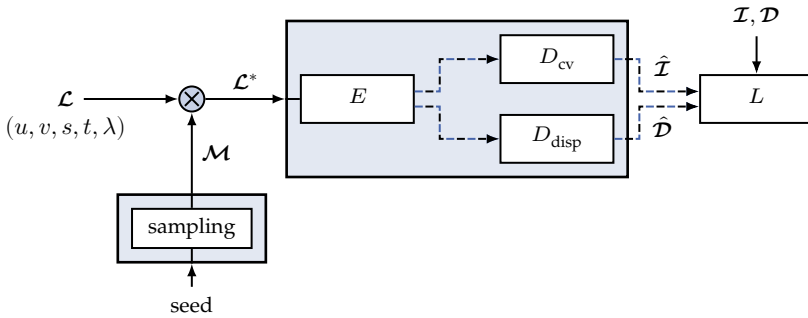 𝓘, 𝓓
D_cv
𝓛
𝓛*
E
𝓘̂
L
(u, v, s, t, λ)
𝓜
D_disp
𝓓̂
sampling
seed